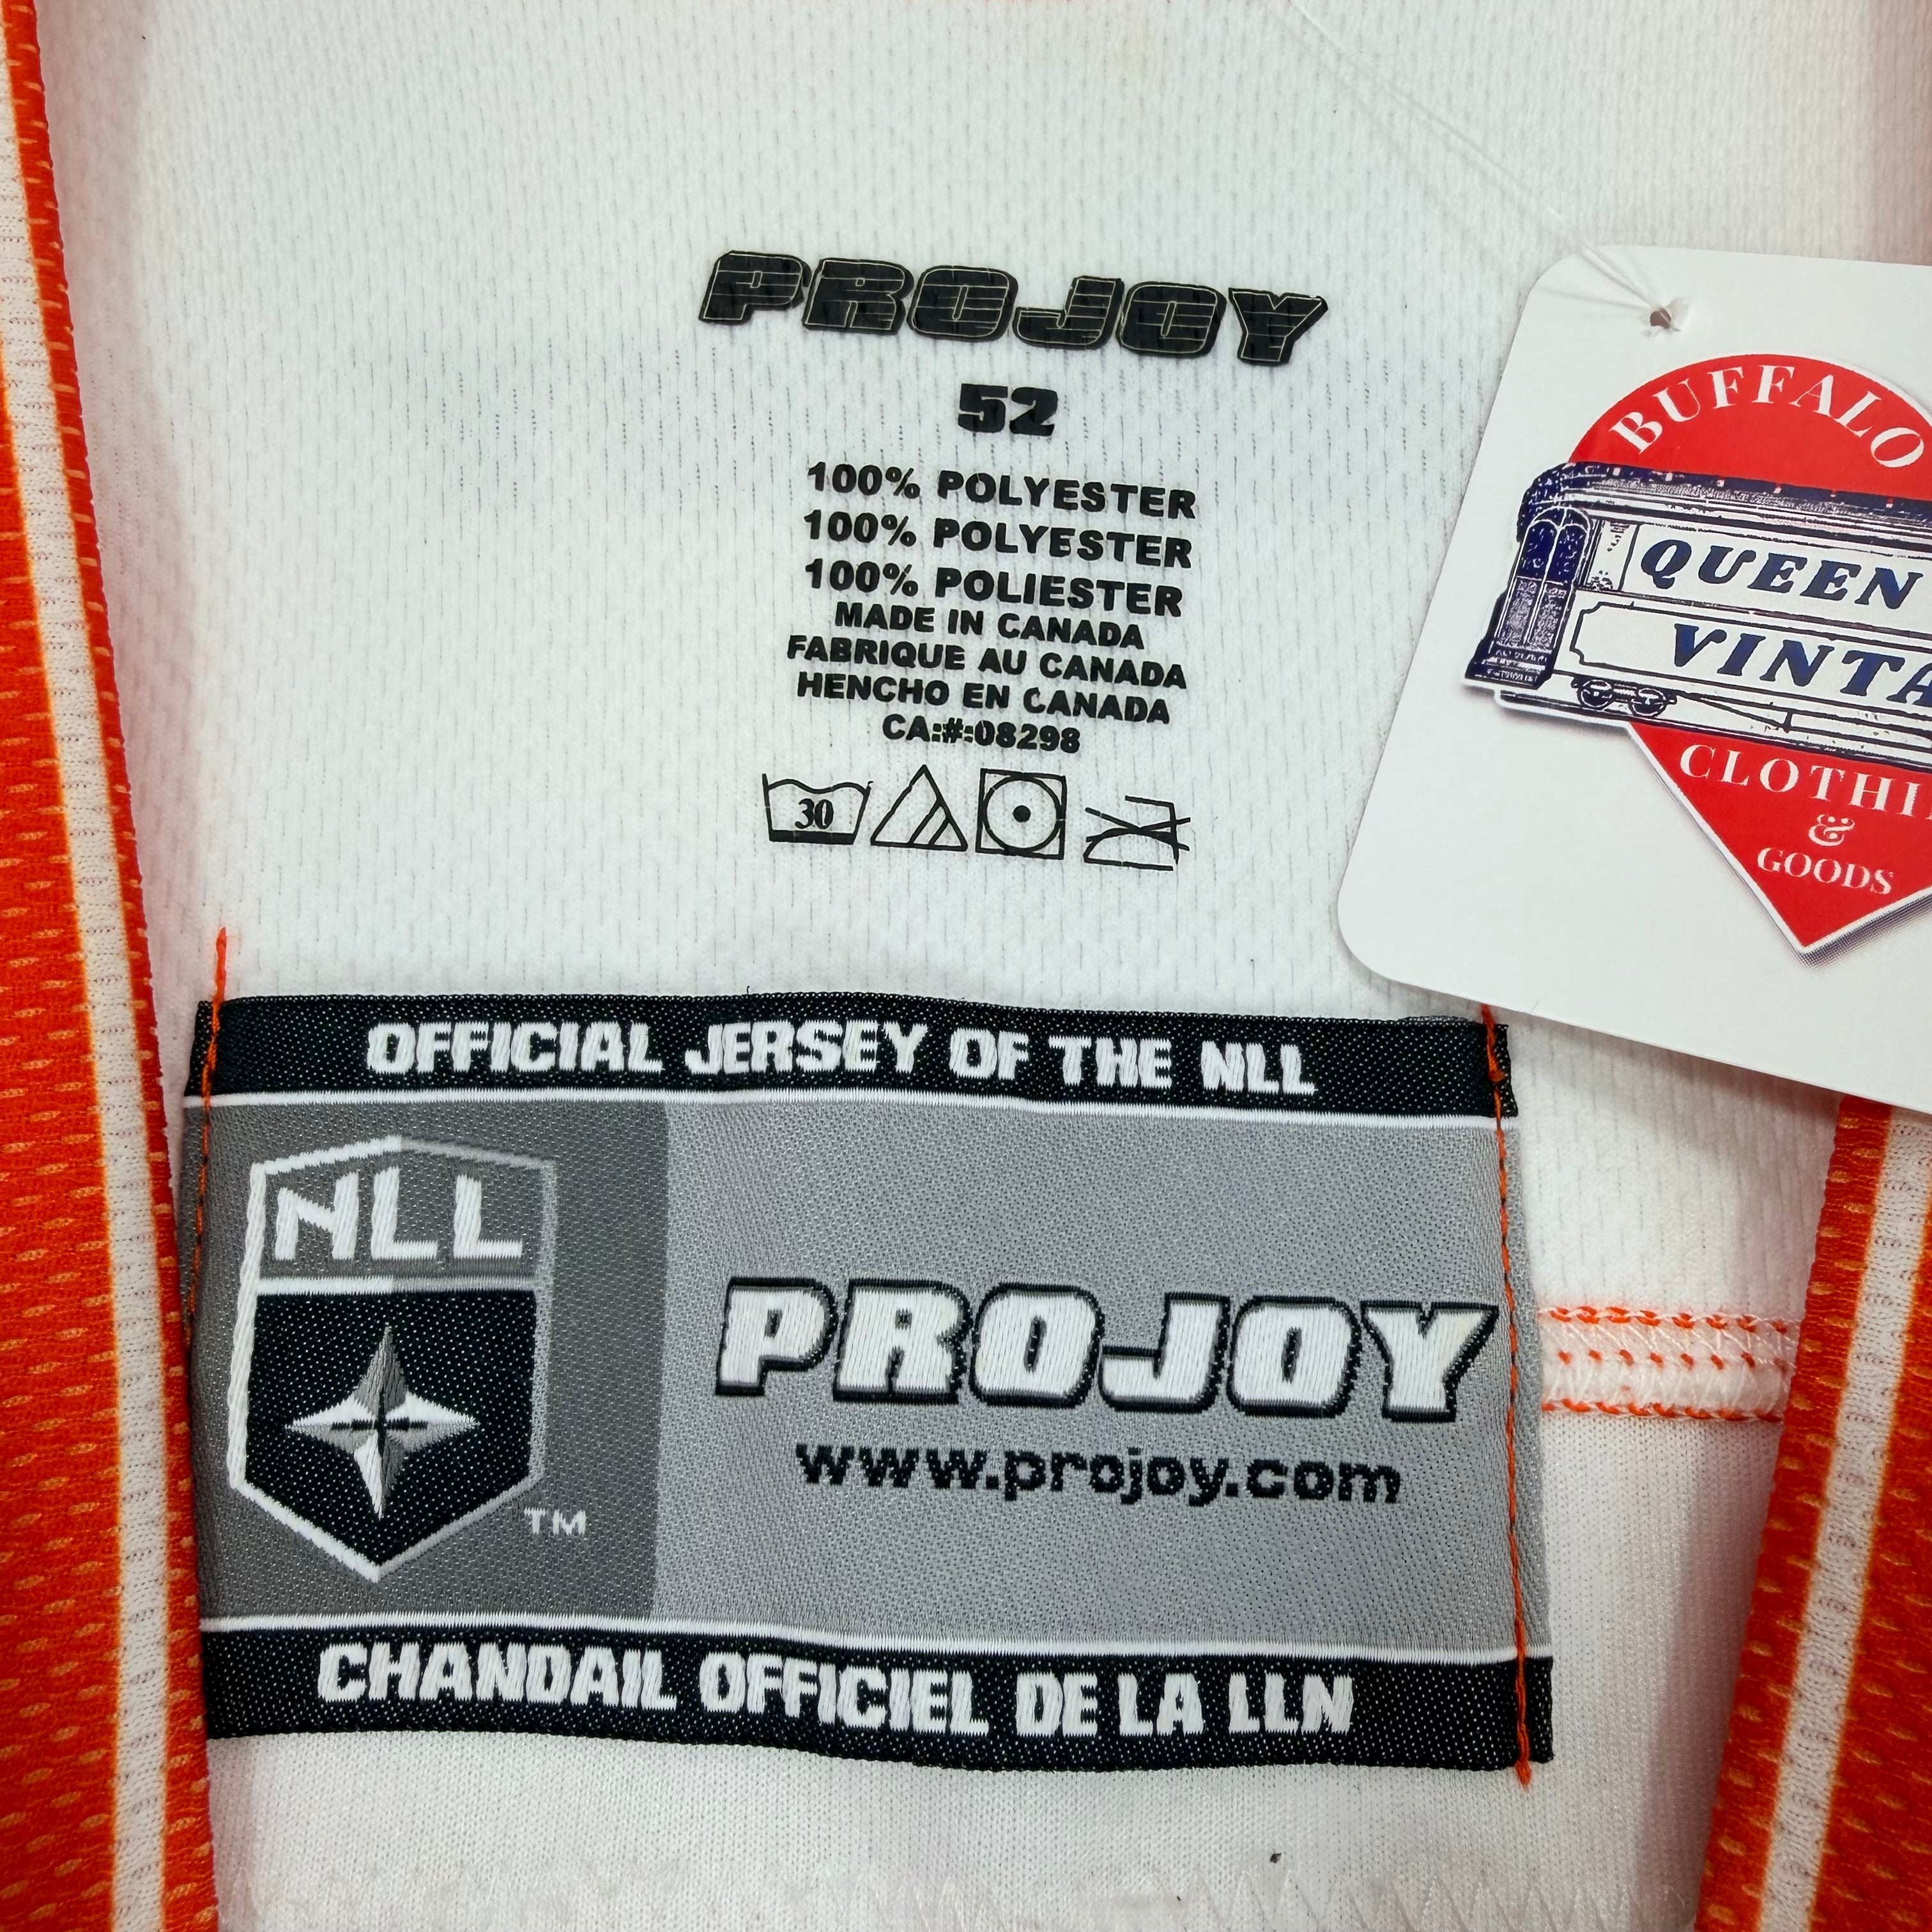 PROJOY
52
100% POLYESTER
100% POLYESTER
100% POLIESTER
MADE IN CANADA
FABRIQUE AU CANADA
HENCHO EN CANADA
CA:#:08298
30
BUFFALO
QUEEN
VINTA
CLOTHI
&
GOODS
OFFICIAL JERSEY OF THE NLL
NLL
TM
PROJOY
www.projoy.com
CHANDAIL OFFICIEL DE LA LLN